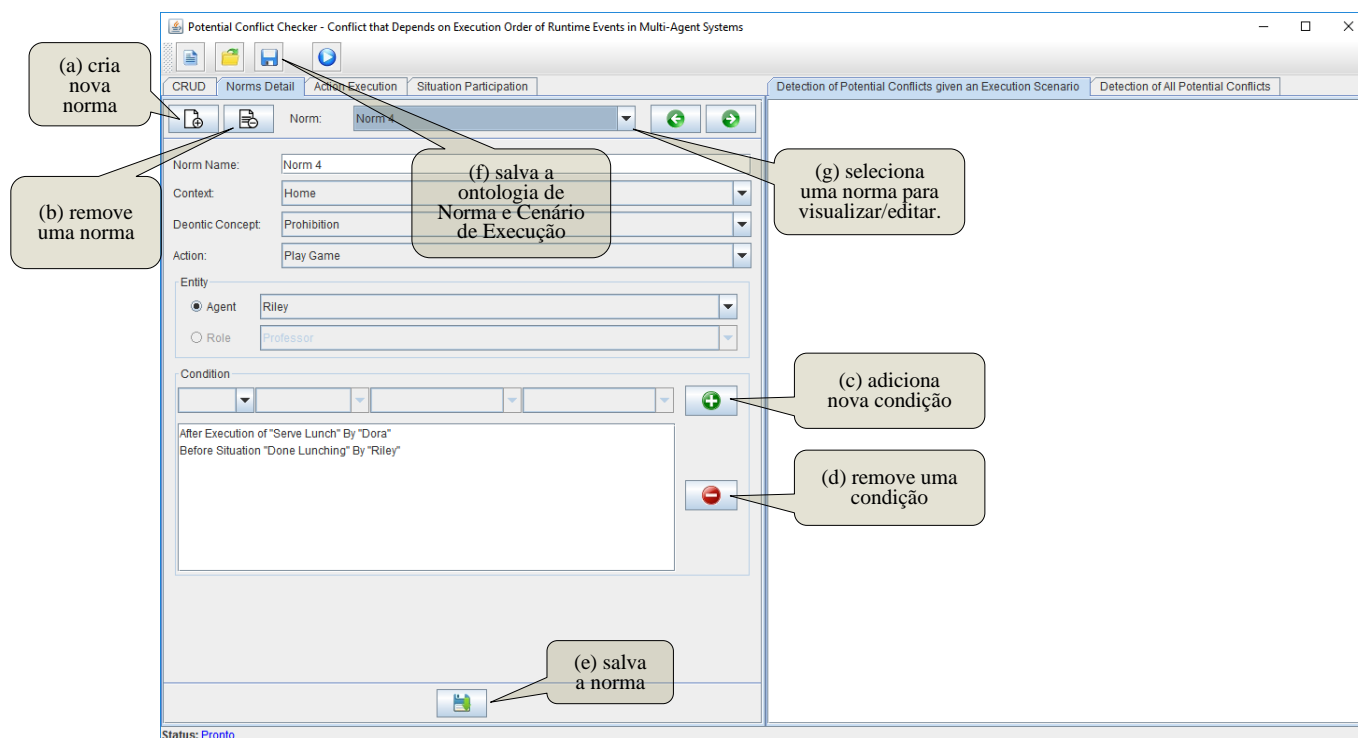 Potential Conflict Checker - Conflict that Depends on Execution Order of Runtime Events in Multi-Agent Systems
(a) cria
nova
norma
CRUD Norms Detail Action Execution Situation Participation
Detection of Potential Conflicts given an Execution Scenario Detection of All Potential Conflicts
Norm: Norm 4
Norm Name: Norm 4
Context: Home
Deontic Concept: Prohibition
Action: Play Game
(b) remove
uma norma
(f) salva a
ontologia de
Norma e Cenário
de Execução
(g) seleciona
uma norma para
visualizar/editar.
Entity
Agent Riley
Role Professor
Condition
(c) adiciona
nova condição
After Execution of "Serve Lunch" By "Dora"
Before Situation "Done Lunching" By "Riley"
(d) remove uma
condição
(e) salva
a norma
Status: Pronto